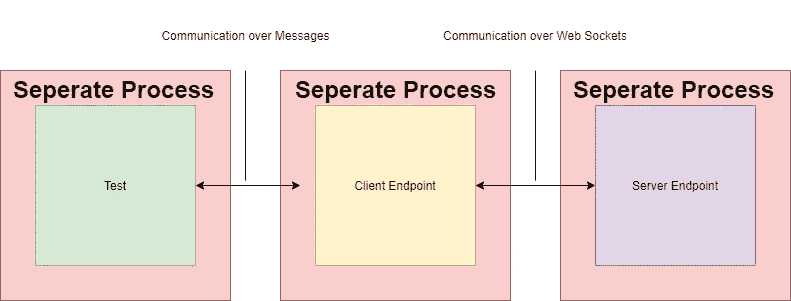 Communication over Messages
Communication over Web Sockets
Seperate Process
Seperate Process
Seperate Process
Test
Client Endpoint
Server Endpoint